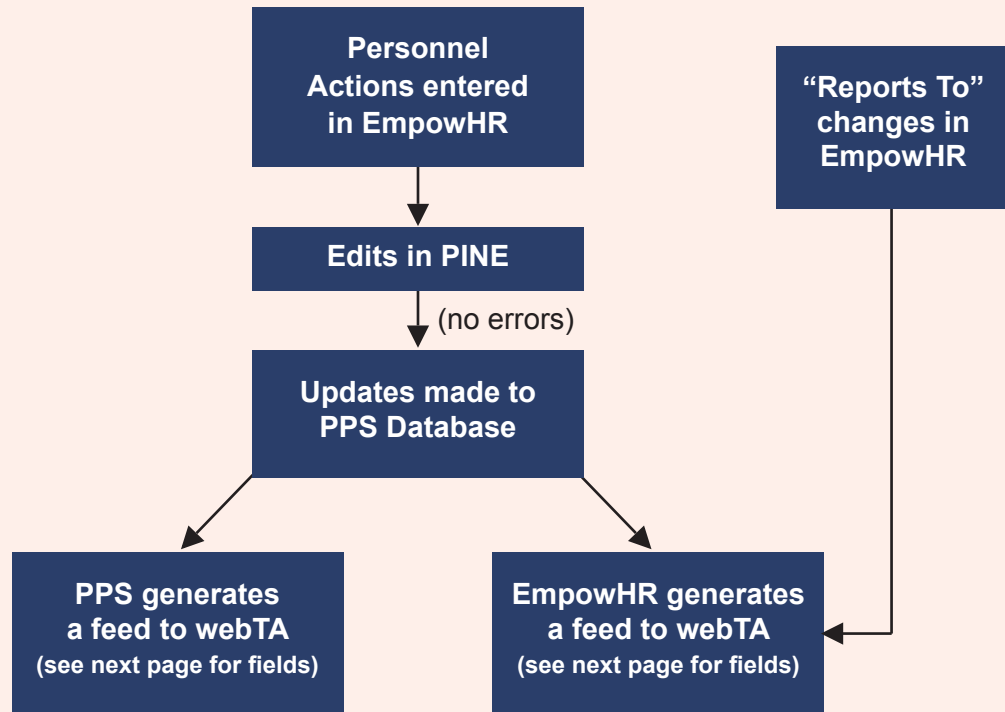 Personnel
Actions entered
in EmpowHR
“Reports To”
changes in
EmpowHR
Edits in PINE
(no errors)
Updates made to
PPS Database
PPS generates
a feed to webTA
(see next page for fields)
EmpowHR generates
a feed to webTA
(see next page for fields)